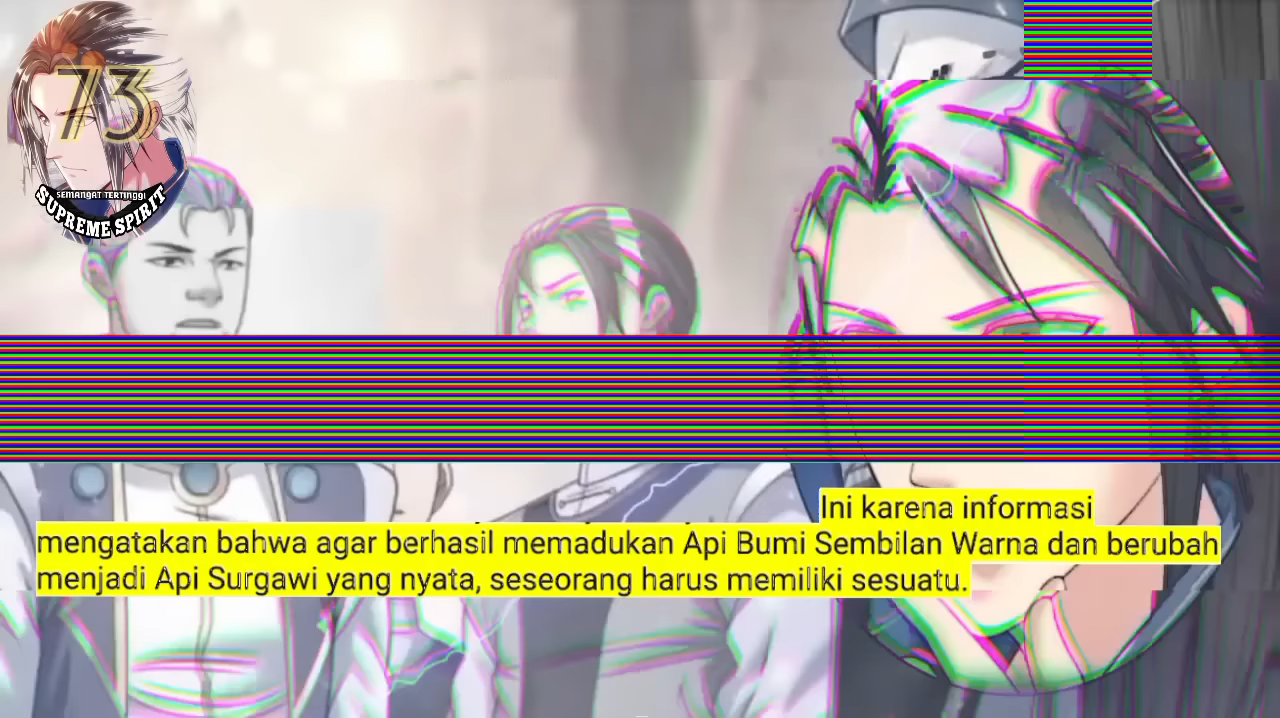 73
SEMANGAT TERTINGGI
SUPREME SPIRIT
Ini karena informasi
mengatakan bahwa agar berhasil memadukan Api Bumi Sembilan Warna dan berubah
menjadi Api Surgawi yang nyata, seseorang harus memiliki sesuatu.